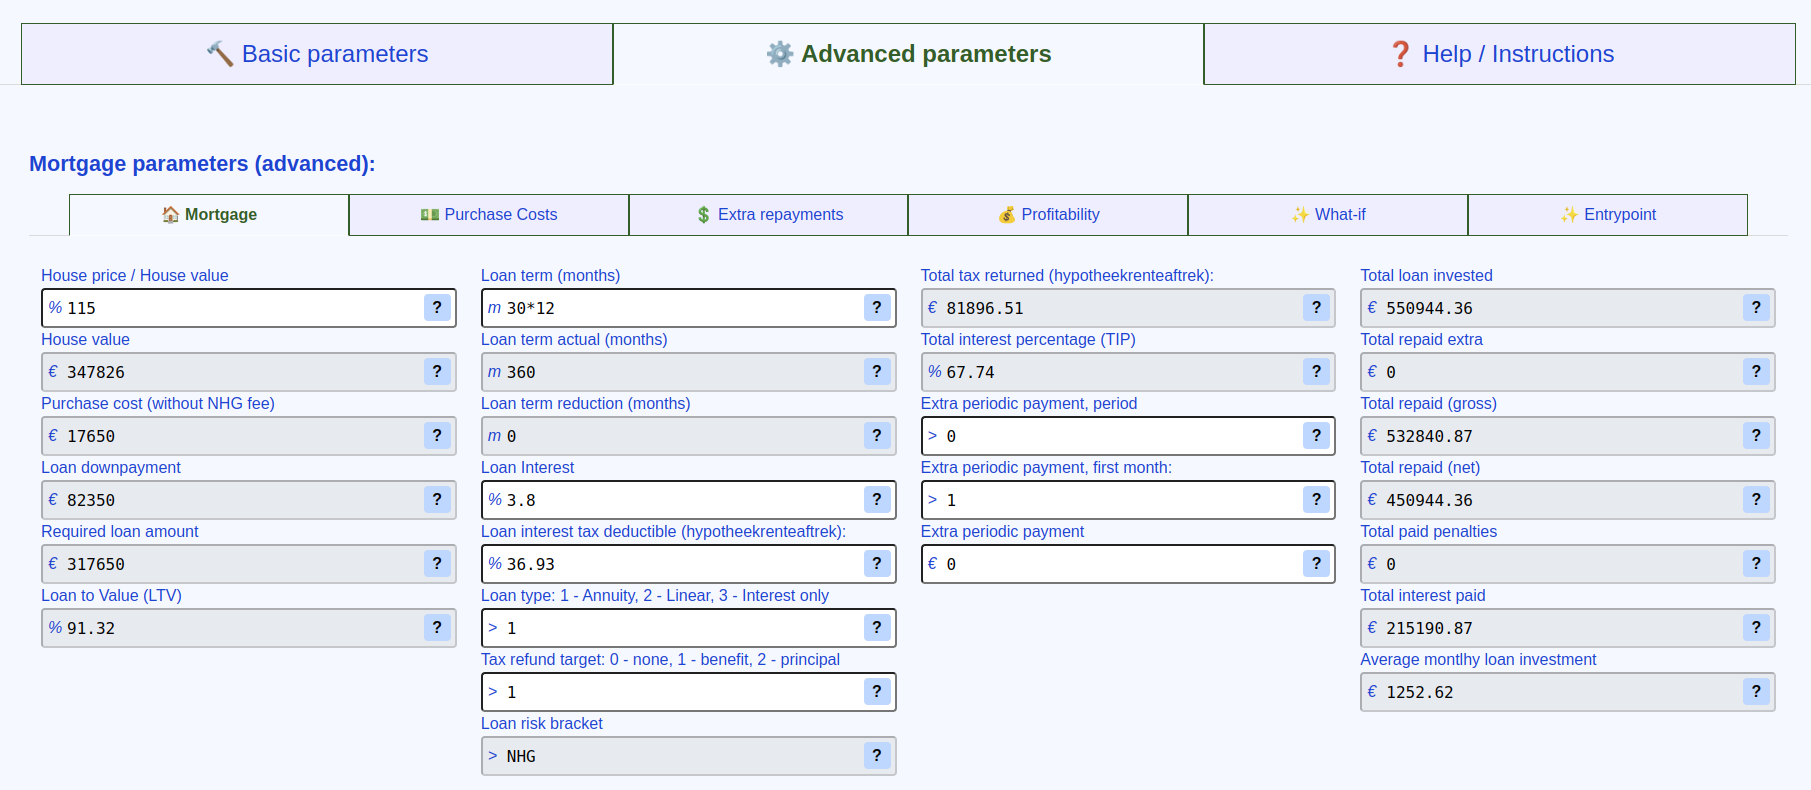 Basic parameters
Advanced parameters
Help / Instructions
Mortgage parameters (advanced):
Mortgage
Purchase Costs
Extra repayments
Profitability
What-if
Entrypoint
House price / House value
% 115 ?
House value
€ 347826 ?
Purchase cost (without NHG fee)
€ 17650 ?
Loan downpayment
€ 82350 ?
Required loan amount
€ 317650 ?
Loan to Value (LTV)
% 91.32 ?
Loan term (months)
m 30*12 ?
Loan term actual (months)
m 360 ?
Loan term reduction (months)
m 0 ?
Loan Interest
% 3.8 ?
Loan interest tax deductible (hypotheekrenteaftrek):
% 36.93 ?
Loan type: 1 - Annuity, 2 - Linear, 3 - Interest only
> 1 ?
Tax refund target: 0 - none, 1 - benefit, 2 - principal
> 1 ?
Loan risk bracket
> NHG ?
Total tax returned (hypotheekrenteaftrek):
€ 81896.51 ?
Total interest percentage (TIP)
% 67.74 ?
Extra periodic payment, period
> 0 ?
Extra periodic payment, first month:
> 1 ?
Extra periodic payment
€ 0 ?
Total loan invested
€ 550944.36 ?
Total repaid extra
€ 0 ?
Total repaid (gross)
€ 532840.87 ?
Total repaid (net)
€ 450944.36 ?
Total paid penalties
€ 0 ?
Total interest paid
€ 215190.87 ?
Average montlhy loan investment
€ 1252.62 ?